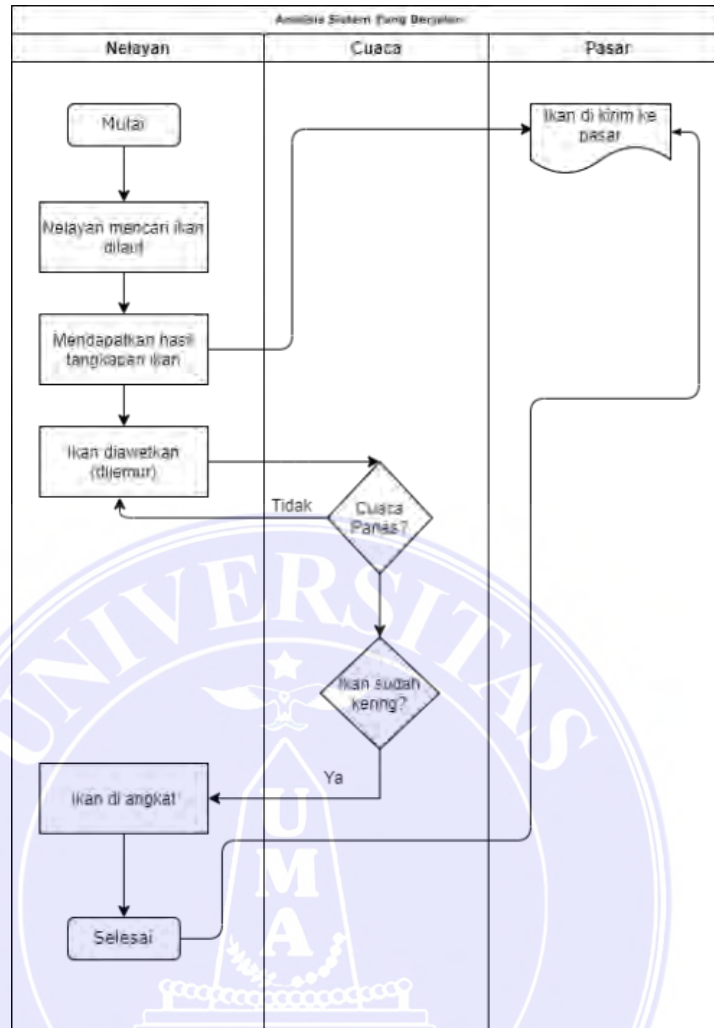 Analisis Sistem Yang Berjalan
Nelayan
Cuaca
Pasar
Mulai
Ikan di kirim ke
pasar
Nelayan mencari ikan
dilaut
Mendapatkan hasil
tangkapan ikan
Ikan diawetkan
(dijemur)
Tidak
Cuaca
Panas?
Ikan sudah
kering?
Ya
Ikan di angkat
Selesai
UNIVERSITAS
UMA